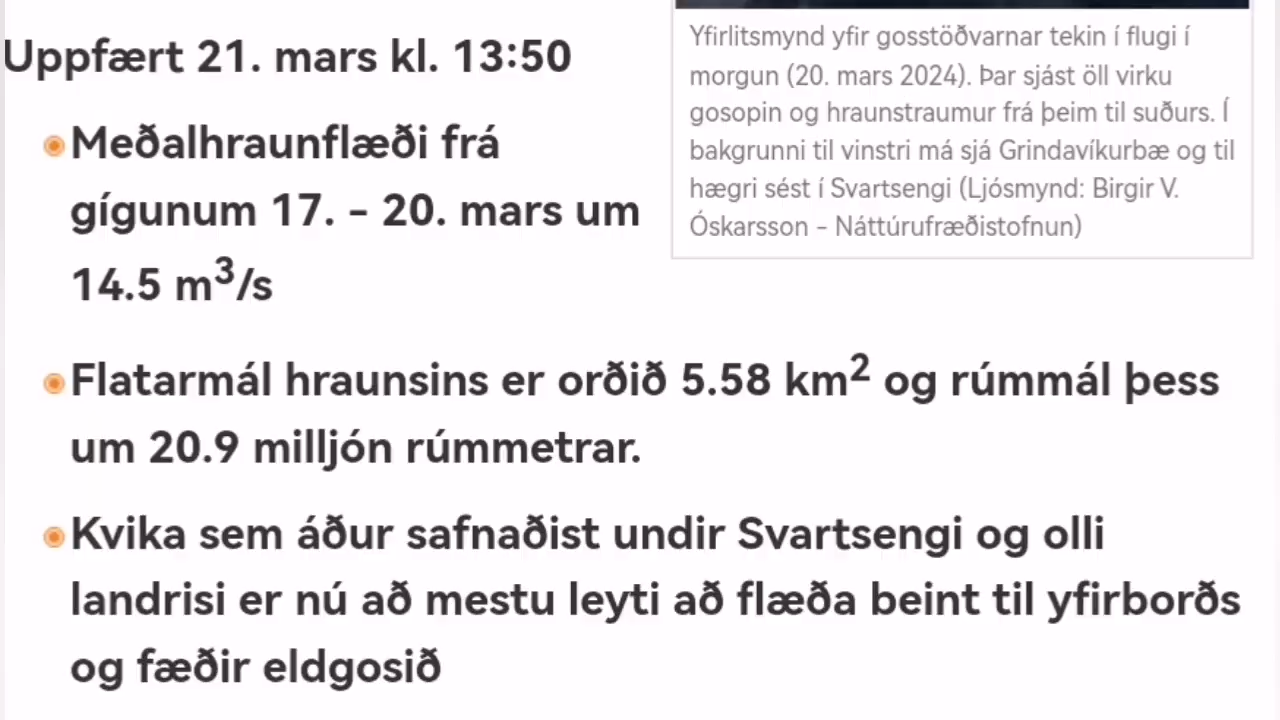 Uppfært 21. mars kl. 13:50
Meðalhraunflæði frá
gígunum 17. - 20. mars um
14.5 m³/s
Flatarmál hraunsins er orðið 5.58 km² og rúmmál þess
um 20.9 milljón rúmmetrar.
Kvika sem áður safnaðist undir Svartsengi og olli
landrisi er nú að mestu leyti að flæða beint til yfirborðs
og fæðir eldgosið
Yfirlitsmynd yfir gosstöðvarnar tekin í flugi í
morgun (20. mars 2024). Þar sjást öll virku
gosopin og hraunstraumur frá þeim til suðurs. Í
bakgrunni til vinstri má sjá Grindavíkurbæ og til
hægri sést í Svartsengi (Ljósmynd: Birgir V.
Óskarsson - Náttúrufræðistofnun)